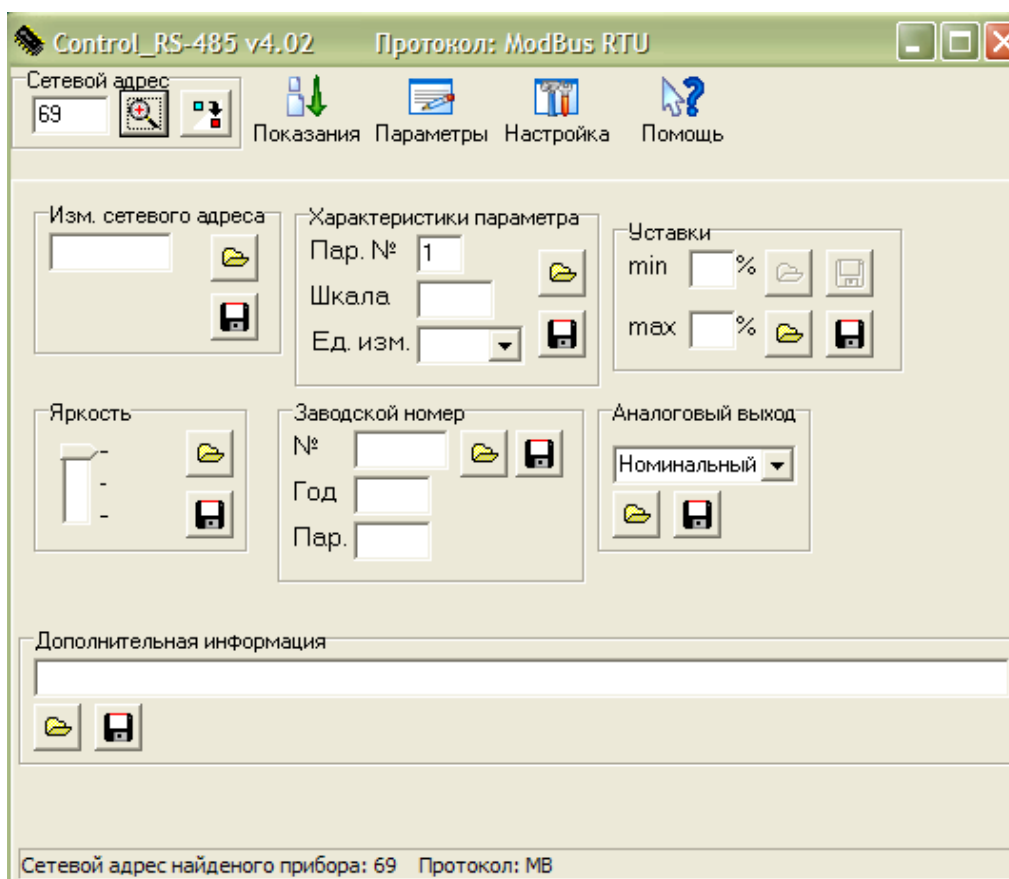 Control_RS-485 v4.02 Протокол: ModBus RTU
Сетевой адрес
69
Показания Параметры Настройка Помощь
Изм. сетевого адреса
Характеристики параметра
Пар. № 1
Шкала
Ед. изм.
Уставки
min %
max %
Яркость
Заводской номер
№
Год
Пар.
Аналоговый выход
Номинальный
Дополнительная информация
Сетевой адрес найденого прибора: 69 Протокол: MB